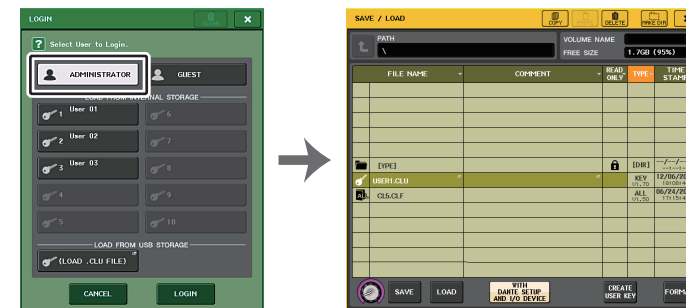 LOGIN
Select User to Login.
ADMINISTRATOR
GUEST
LOAD FROM INTERNAL STORAGE
1 User 01
6
2 User 02
7
3 User 03
8
4
9
5
10
LOAD FROM USB STORAGE
(LOAD .CLU FILE)
CANCEL
LOGIN
SAVE / LOAD
COPY
DELETE
MAKE DIR
PATH
\
VOLUME NAME
FREE SIZE
1.7GB (95%)
FILE NAME
COMMENT
READ ONLY
TYPE
TIME STAMP
[YPE]
[DIR]
--/--/--
USER1.CLU
KEY
V1.70
12/06/20
CL5.CLF
ALL
V1.50
06/24/20
SAVE
LOAD
WITH
DANTE SETUP
AND I/O DEVICE
CREATE
USER KEY